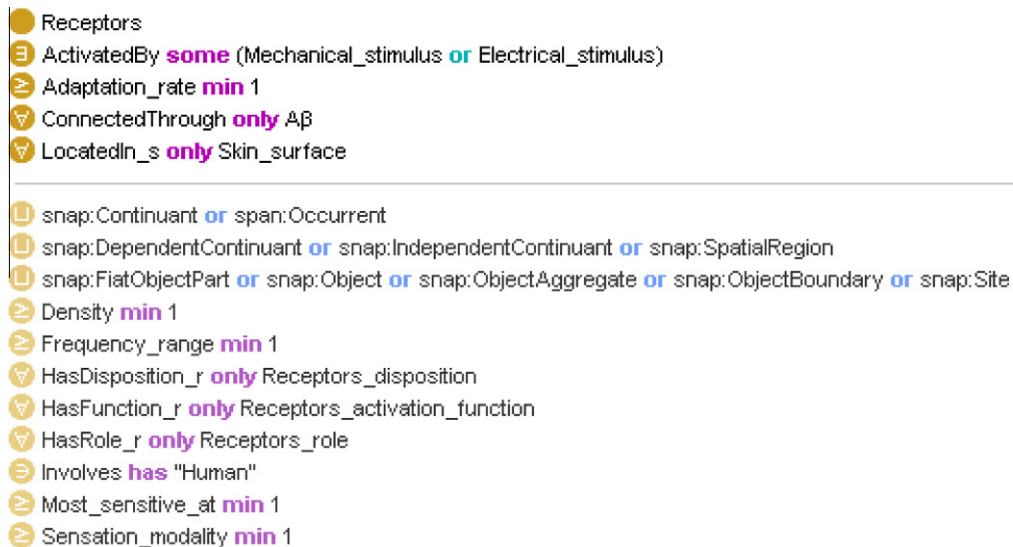 Receptors
∃ ActivatedBy some (Mechanical_stimulus or Electrical_stimulus)
≥ Adaptation_rate min 1
∀ ConnectedThrough only Aβ
∀ LocatedIn_s only Skin_surface
⊔ snap:Continuant or span:Occurrent
⊔ snap:DependentContinuant or snap:IndependentContinuant or snap:SpatialRegion
⊔ snap:FiatObjectPart or snap:Object or snap:ObjectAggregate or snap:ObjectBoundary or snap:Site
≥ Density min 1
≥ Frequency_range min 1
∀ HasDisposition_r only Receptors_disposition
∀ HasFunction_r only Receptors_activation_function
∀ HasRole_r only Receptors_role
∋ Involves has "Human"
≥ Most_sensitive_at min 1
≥ Sensation_modality min 1